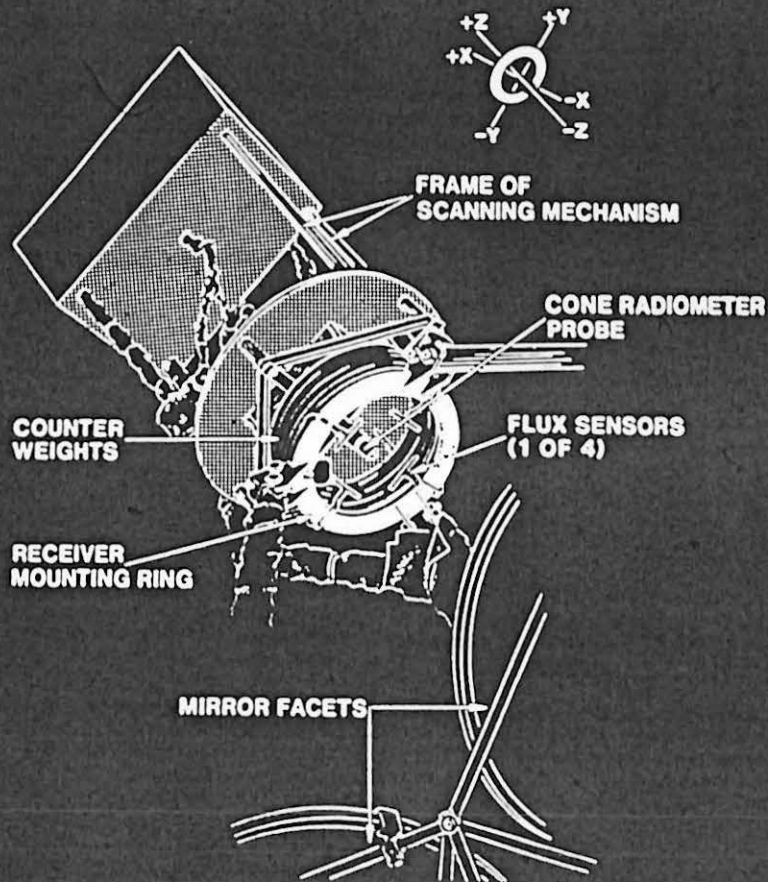 +Z
+Y
+X
-X
-Y
-Z
FRAME OF
SCANNING MECHANISM
CONE RADIOMETER
PROBE
COUNTER
WEIGHTS
FLUX SENSORS
(1 OF 4)
RECEIVER
MOUNTING RING
MIRROR FACETS